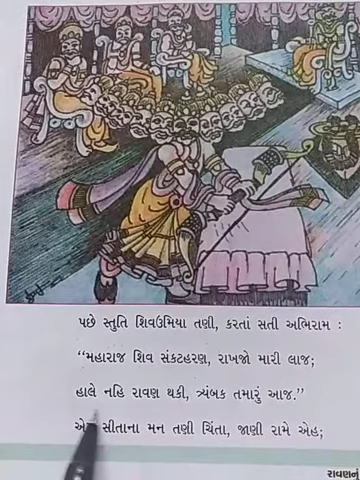 પછે સ્તુતિ શિવઉમિયા તણી, કરતાં સતી અભિરામ :
“મહારાજ શિવ સંકટહરણ, રાખજો મારી લાજ;
હાલે નહિ રાવણ થકી, ત્ર્યંબક તમારું આજ.”
સીતાના મન તણી ચિંતા, જાણી રામે એહ;
રાવણનું